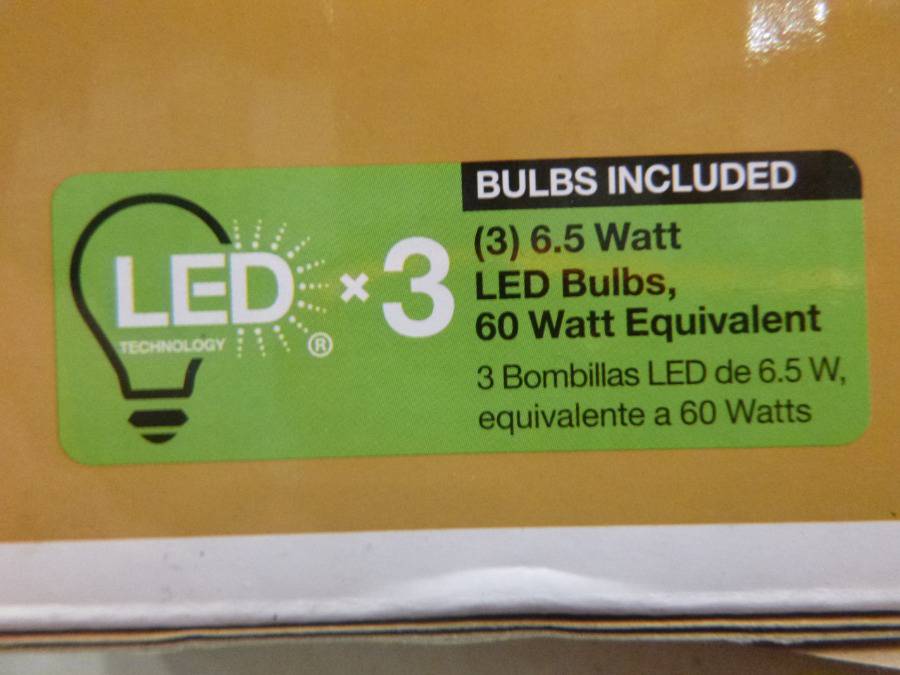 LED
TECHNOLOGY
®
×3
BULBS INCLUDED
(3) 6.5 Watt
LED Bulbs,
60 Watt Equivalent
3 Bombillas LED de 6.5 W,
equivalente a 60 Watts